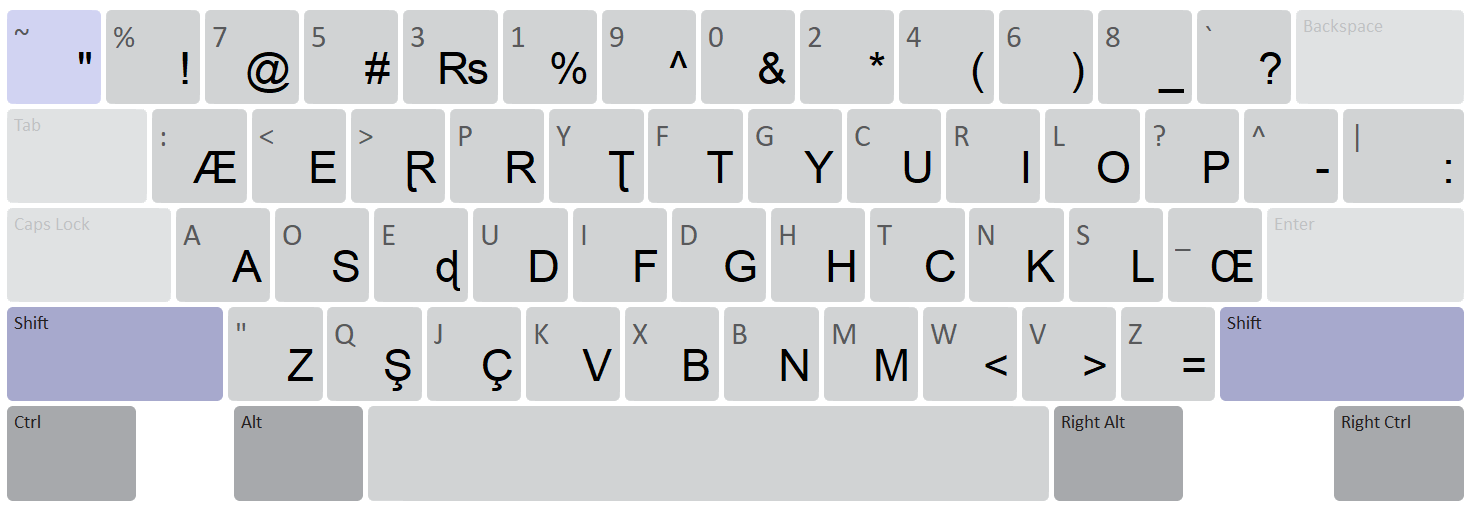 ~ " % ! 7 @ 5 # 3 Rs 1 % 9 ^ 0 & 2 * 4 ( 6 ) 8 _ ` ? Backspace
Tab : Æ < E > Ɽ P R Y Ʈ F T G Y C U R I L O ? P ^ - | :
Caps Lock A A O S E ɖ U D I F D G H H T C N K S L _ Œ Enter
Shift " Z Q Ş J Ç K V X B B N M M W < V > Z = Shift
Ctrl Alt Right Alt Right Ctrl